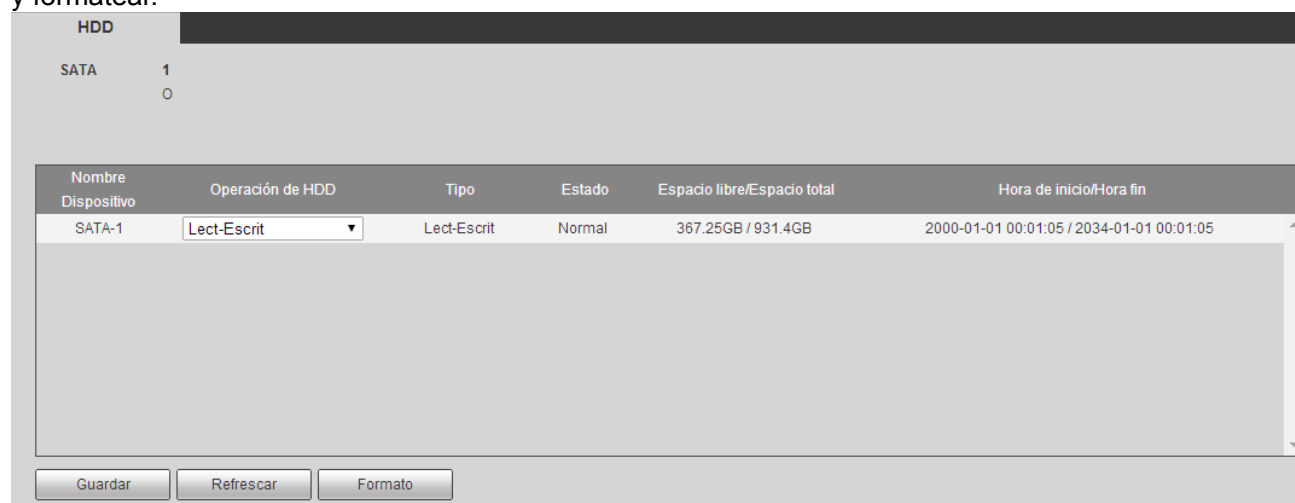 y formatear.
HDD
SATA 1
O
Nombre Dispositivo Operación de HDD Tipo Estado Espacio libre/Espacio total Hora de inicio/Hora fin
SATA-1 Lect-Escrit Lect-Escrit Normal 367.25GB / 931.4GB 2000-01-01 00:01:05 / 2034-01-01 00:01:05
Guardar Refrescar Formato